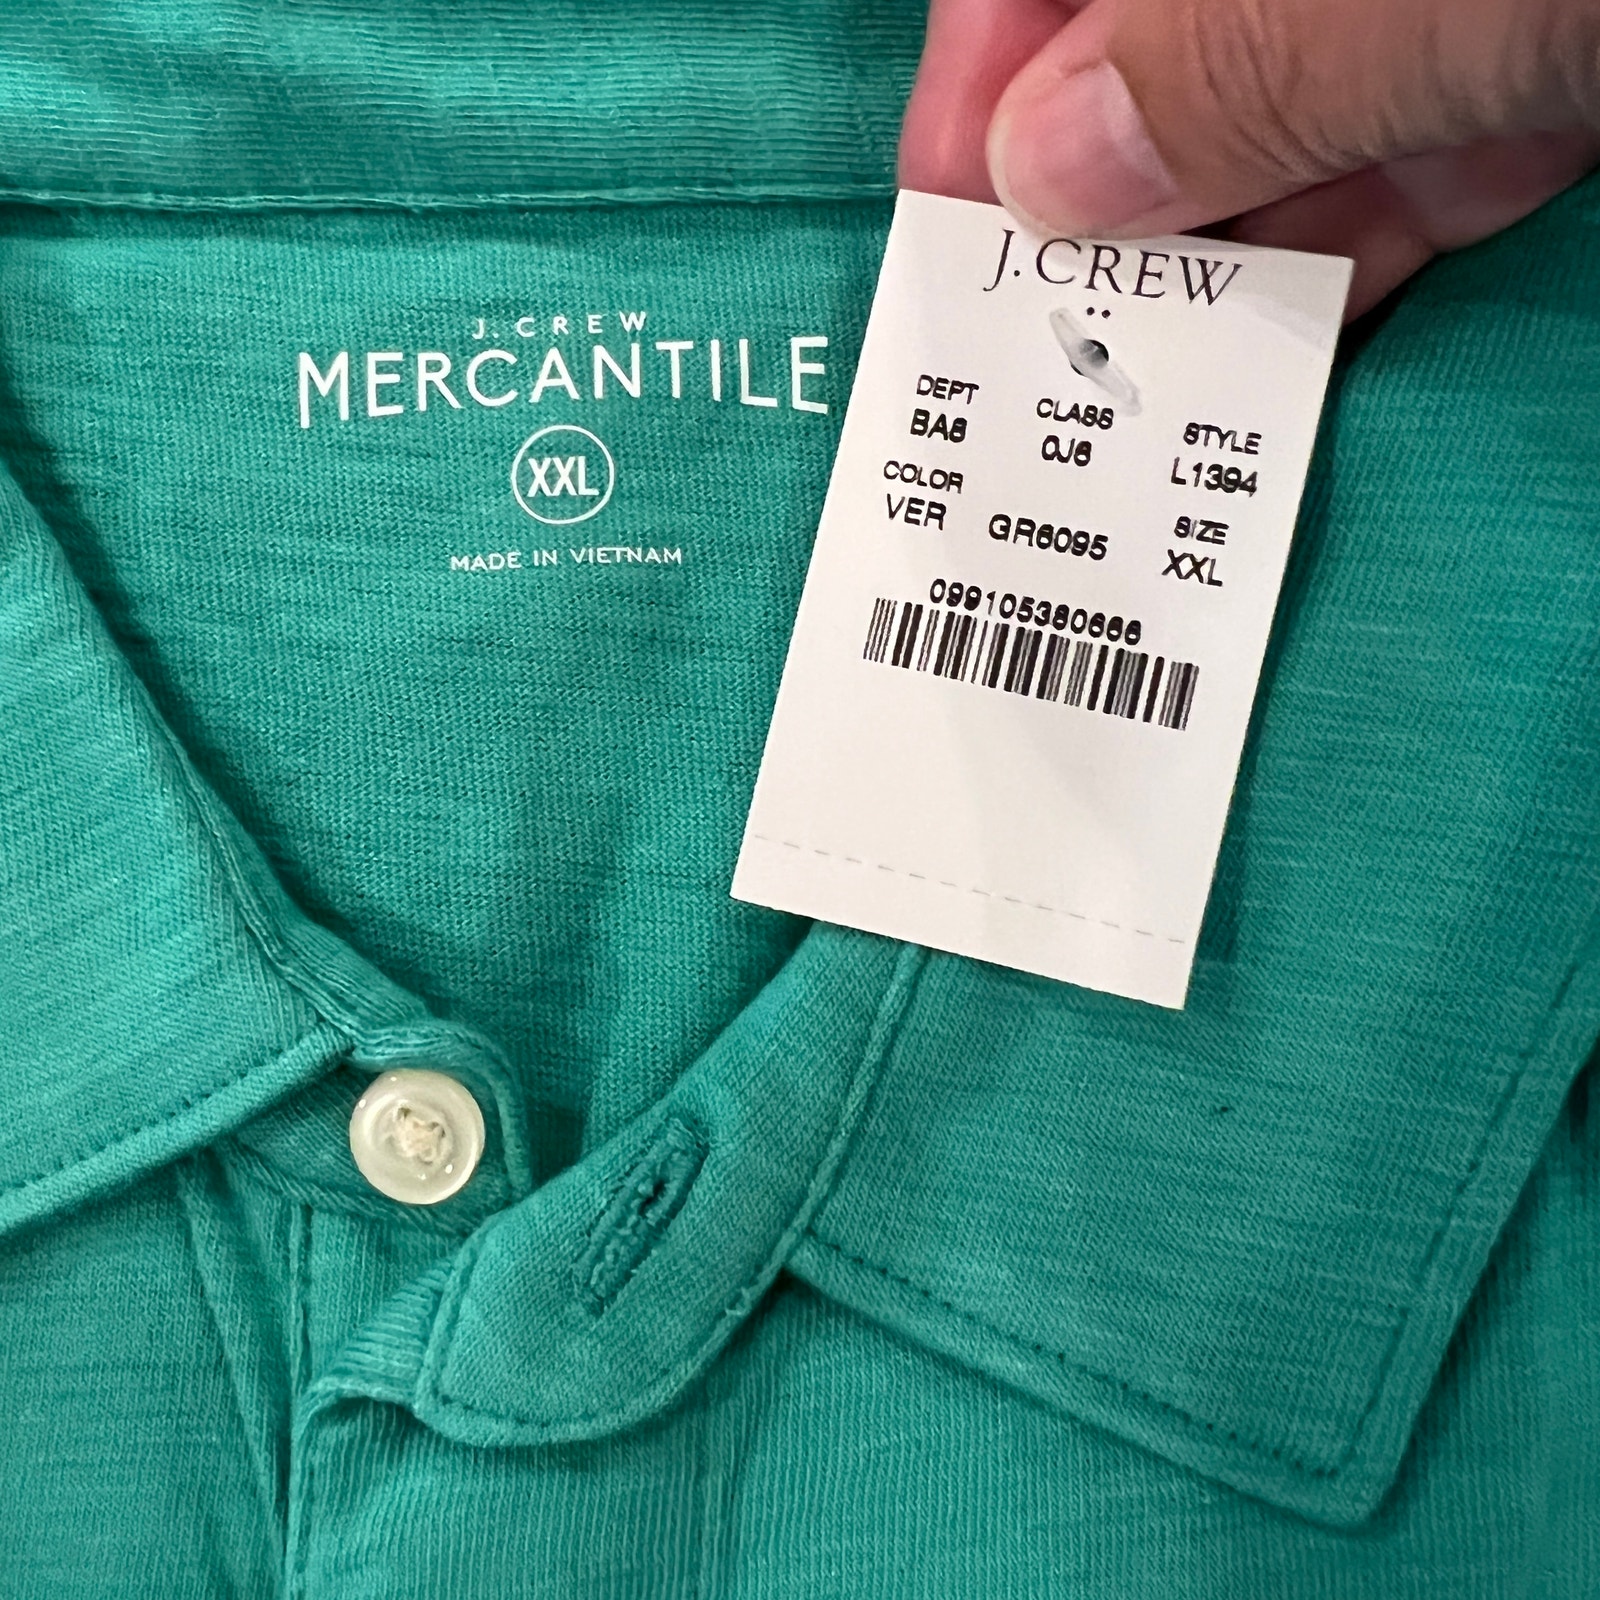 J. CREW
MERCANTILE
XXL
MADE IN VIETNAM
J.CREW
DEPT CLASS STYLE
BA8 0J6 L1394
COLOR SIZE
VER GR6095 XXL
099105380666